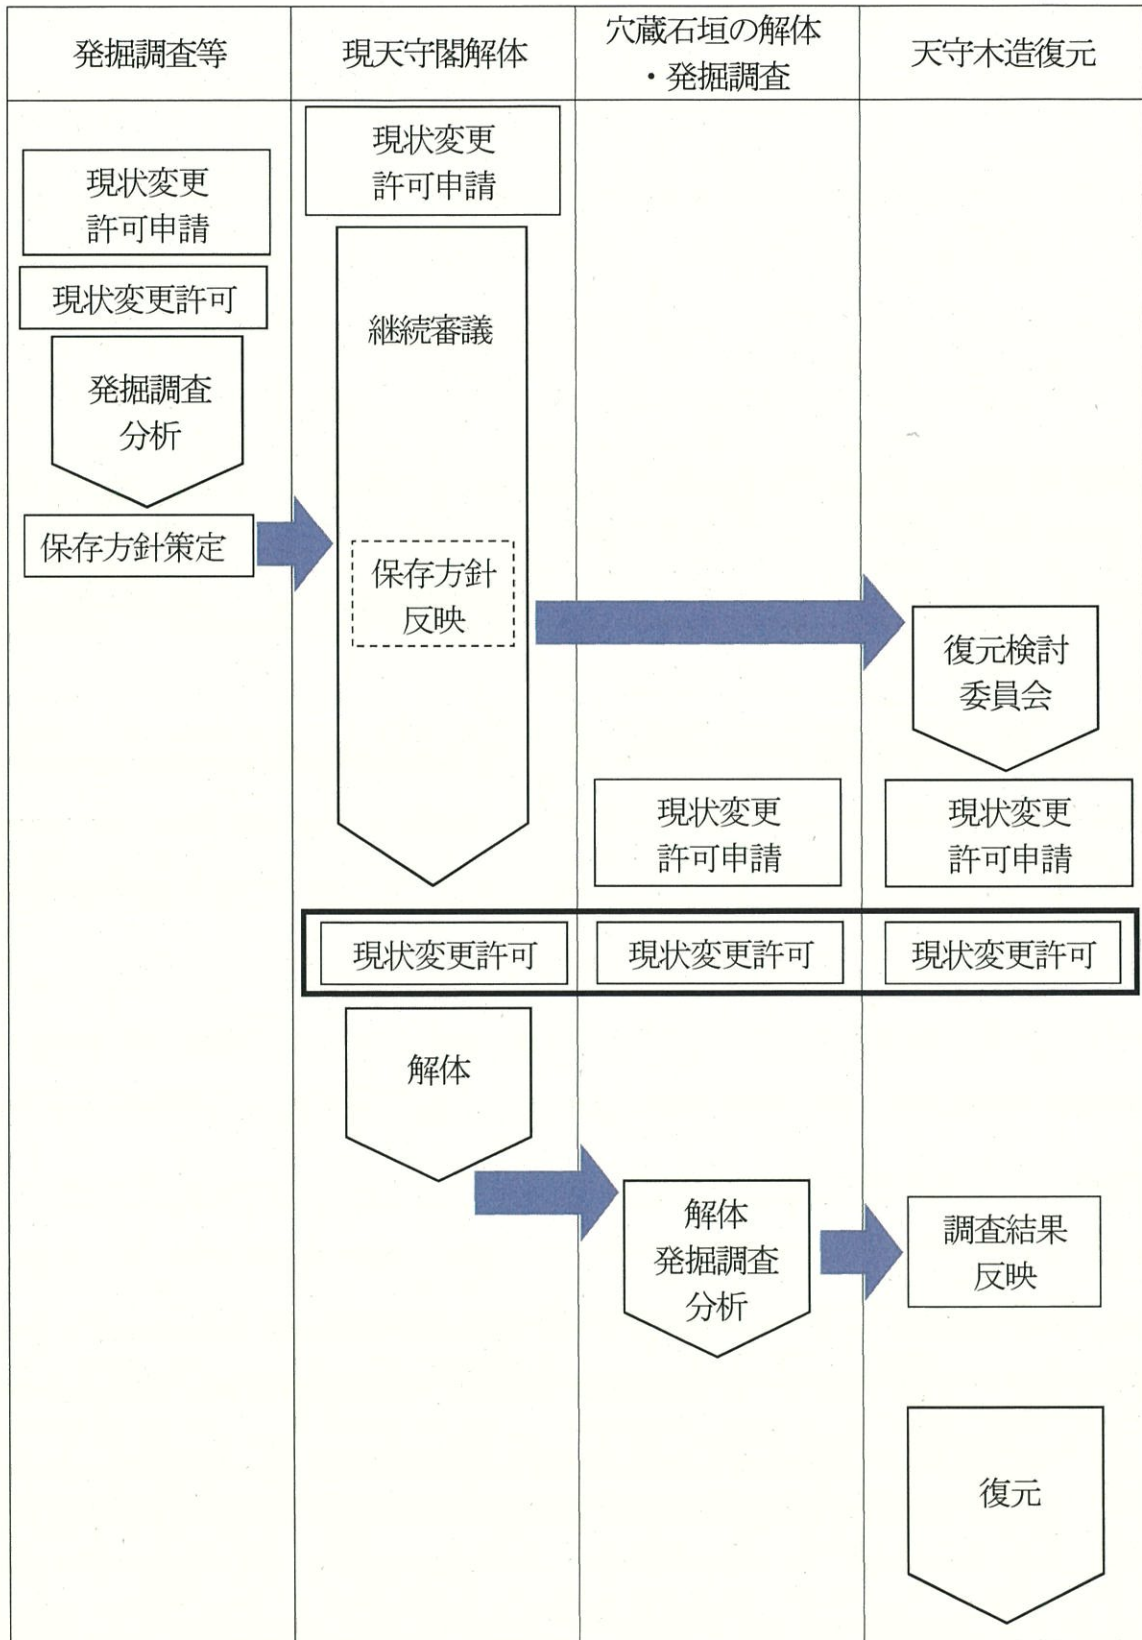 発掘調査等
現天守閣解体
穴蔵石垣の解体
・発掘調査
天守木造復元
現状変更
許可申請
現状変更許可
発掘調査
分析
保存方針策定
現状変更
許可申請
継続審議
保存方針
反映
現状変更許可
解体
現状変更
許可申請
現状変更許可
解体
発掘調査
分析
復元検討
委員会
現状変更
許可申請
現状変更許可
調査結果
反映
復元